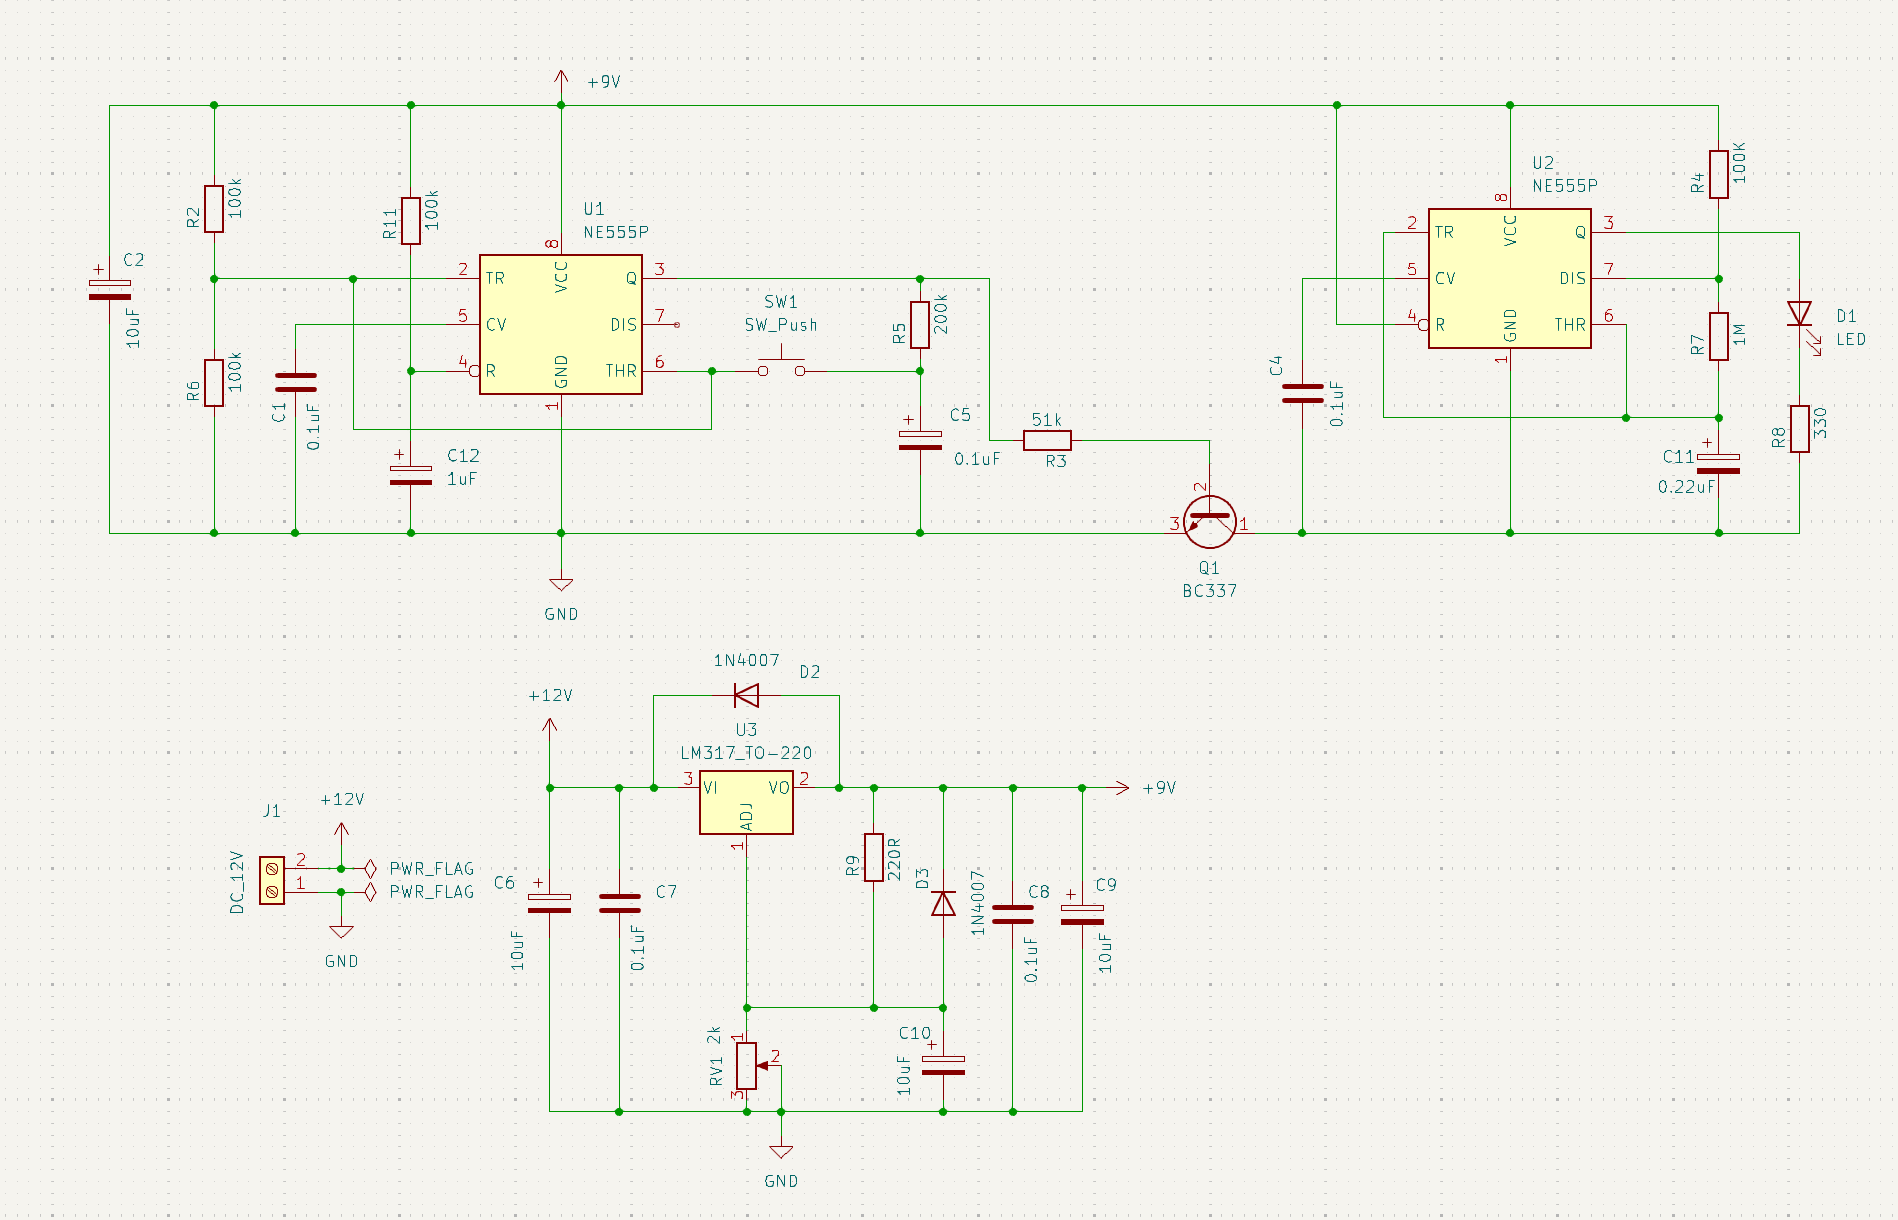 +9V
R2
100k
R11
100k
U1
NE555P
C2
+
10uF
R6
100k
C1
0.1uF
+
C12
1uF
2
TR
5
CV
4
R
8
VCC
GND
1
Q
3
DIS
7
THR
6
SW1
SW_Push
R5
200k
+
C5
0.1uF
51k
R3
2
3
1
Q1
BC337
GND
U2
NE555P
8
VCC
2
TR
5
CV
4
R
GND
1
Q
3
DIS
7
THR
6
R4
100K
R7
1M
C4
0.1uF
+
C11
0.22uF
D1
LED
R8
330
1N4007
D2
+12V
U3
LM317_TO-220
3
VI
VO
2
ADJ
1
+9V
J1
+12V
DC_12V
2
PWR_FLAG
1
PWR_FLAG
GND
C6
+
10uF
C7
0.1uF
R9
220R
D3
1N4007
C8
0.1uF
+
C9
10uF
RV1
2k
1
2
3
C10
+
10uF
GND